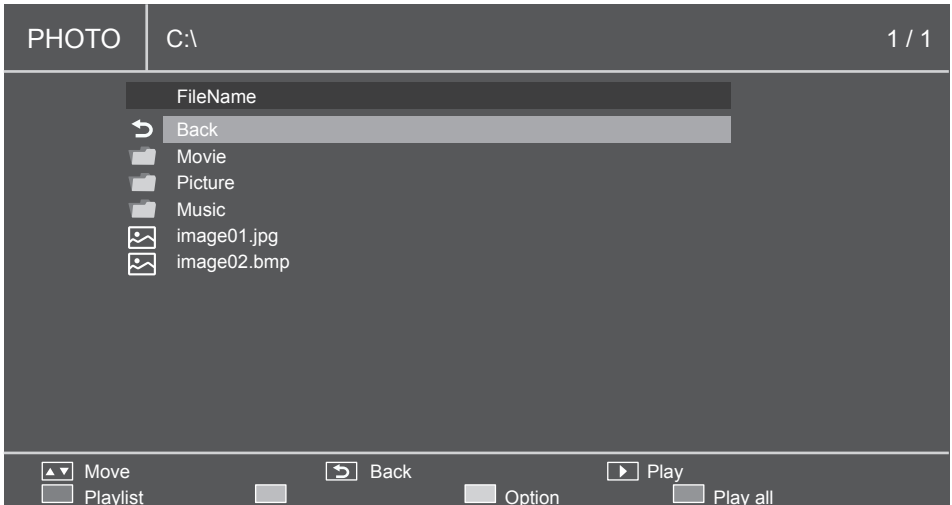 PHOTO C:\ 1 / 1
FileName
Back
Movie
Picture
Music
image01.jpg
image02.bmp
Move Back Play
Playlist Option Play all